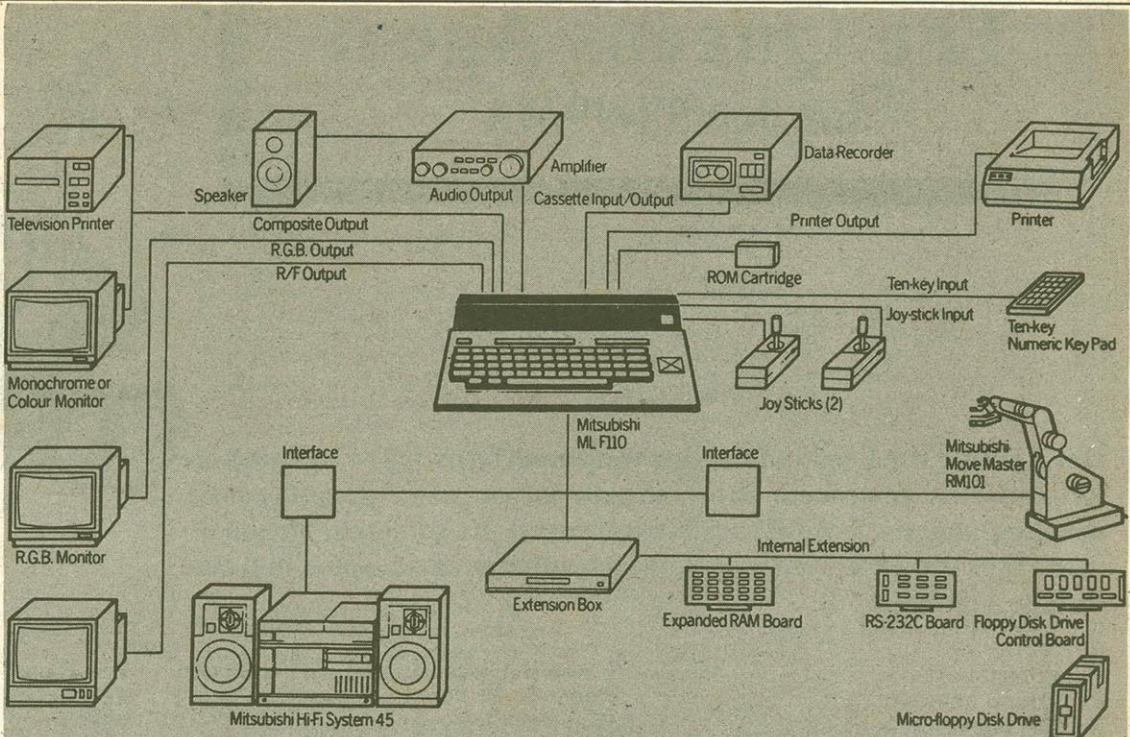 Television Printer
Speaker
Audio Output
Amplifier
Cassette Input/Output
Data Recorder
Printer Output
Printer
Composite Output
R.G.B. Output
R/F Output
ROM Cartridge
Ten-key Input
Joy-stick Input
Ten-key
Numeric Key Pad
Monochrome or
Colour Monitor
Joy Sticks (2)
Mitsubishi
ML F110
Interface
Interface
Mitsubishi
Move Master
RM101
R.G.B. Monitor
Internal Extension
Extension Box
Expanded RAM Board
RS-232C Board
Floppy Disk Drive
Control Board
Mitsubishi Hi-Fi System 45
Micro-floppy Disk Drive